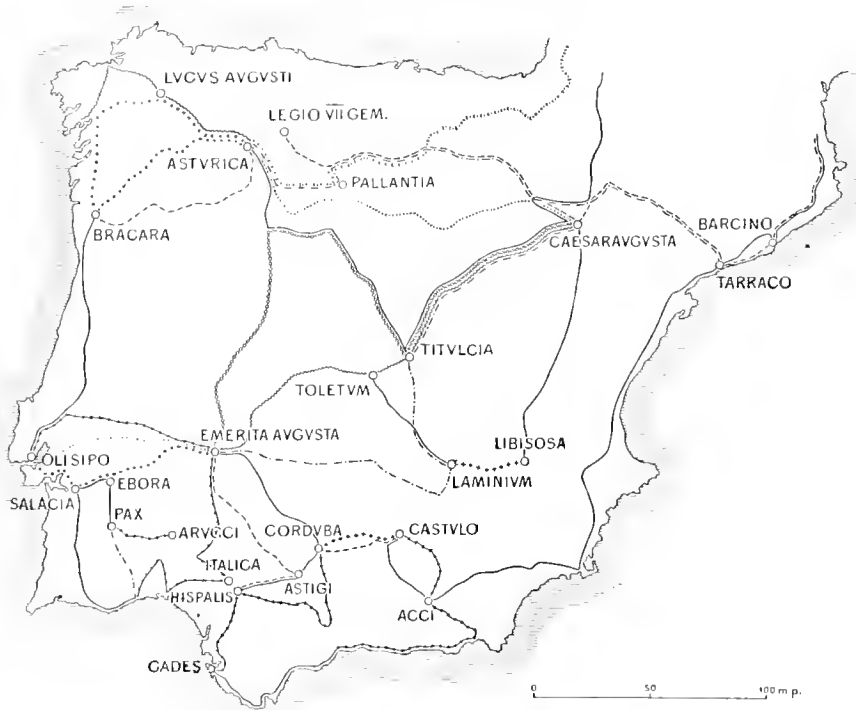 LVCVS AVGVSTI
LEGIO VII GEM.
ASTVRICA
PALLANTIA
BRACARA
BARCINO
CAESARAVGVSTA
TARRACO
TITVLCIA
TOLETVM
EMERITA AVGVSTA
LIBISOSA
OLISIPO
LAMINIVM
EBORA
SALACIA
PAX
ARVCCI
CORDVBA
CASTVLO
ITALICA
HISPALIS
ASTIGI
ACCI
GADES
0 50 100 m p.